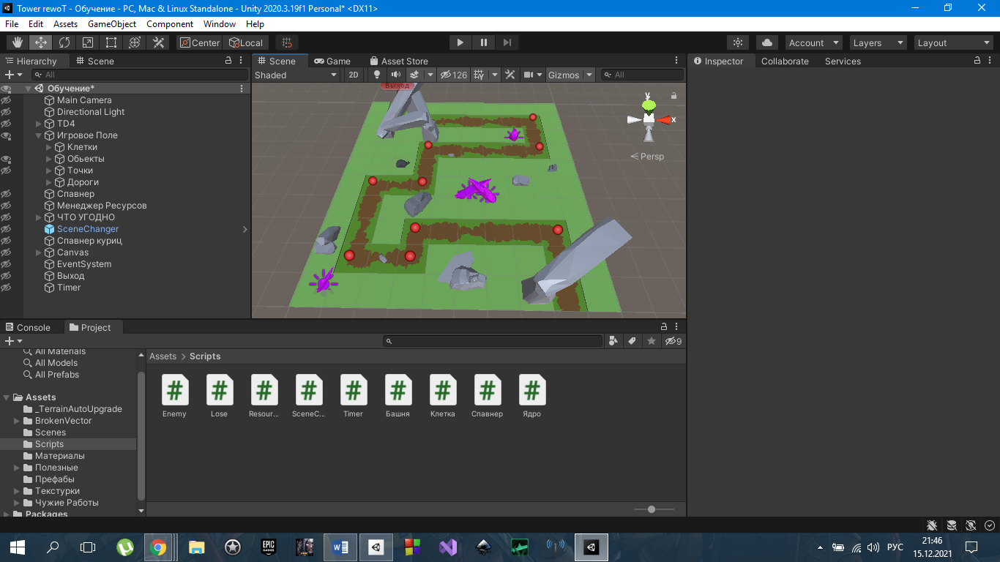 Tower rewoT - Обучение - PC, Mac & Linux Standalone - Unity 2020.3.19f1 Personal* <DX11>
File Edit Assets GameObject Component Window Help
Center Local Account Layers Layout
Hierarchy Scene
All
Обучение*
Main Camera
Directional Light
TD4
Игровое Поле
Клетки
Обьекты
Точки
Дороги
Спавнер
Менеджер Ресурсов
ЧТО УГОДНО
SceneChanger
Спавнер куриц
Canvas
EventSystem
Выход
Timer
Scene Game Asset Store
Shaded 2D 126 Gizmos All
Выход
y
x
Persp
Inspector Collaborate Services
Console Project
9
All Materials
All Models
All Prefabs
Assets
_TerrainAutoUpgrade
BrokenVector
Scenes
Scripts
Материалы
Полезные
Префабы
Текстурки
Чужие Работы
Packages
Assets > Scripts
Enemy Lose Resour... SceneC... Timer Башня Клетка Спавнер Ядро
EPIC GAMES
РУС
21:46
15.12.2021